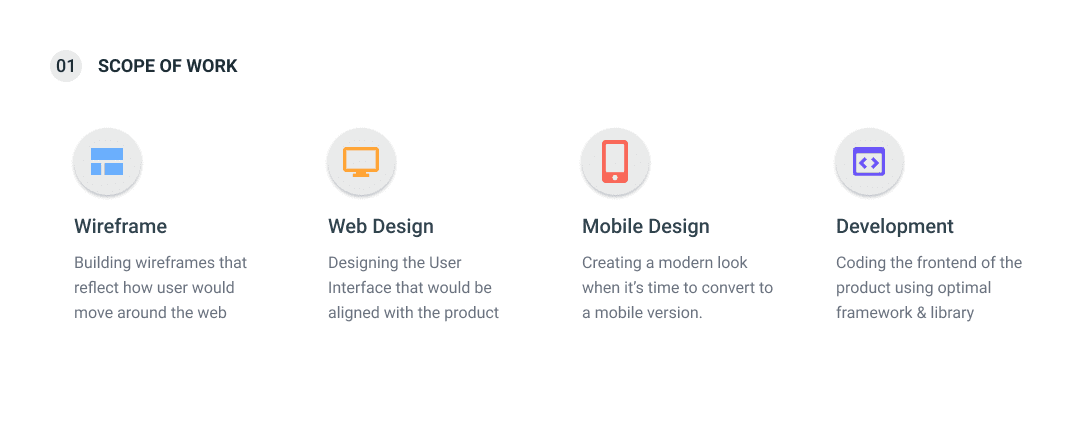 01 SCOPE OF WORK
Wireframe
Building wireframes that
reflect how user would
move around the web
Web Design
Designing the User
Interface that would be
aligned with the product
Mobile Design
Creating a modern look
when it’s time to convert to
a mobile version.
Development
Coding the frontend of the
product using optimal
framework & library